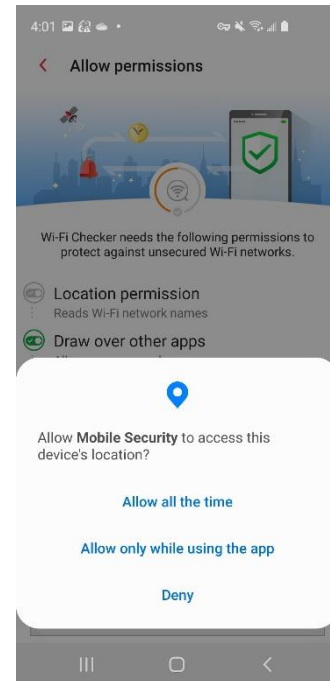 4:01
Allow permissions
Wi-Fi Checker needs the following permissions to
protect against unsecured Wi-Fi networks.
Location permission
Reads Wi-Fi network names
Draw over other apps
Allow Mobile Security to access this
device's location?
Allow all the time
Allow only while using the app
Deny